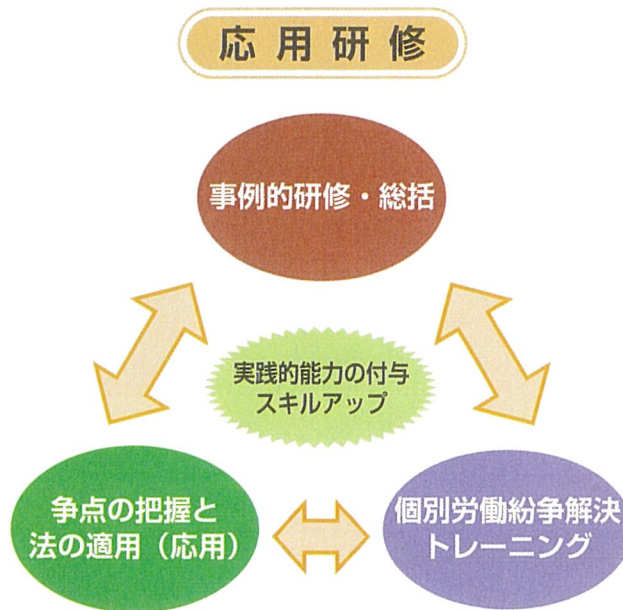 応用研修
事例的研修・総括
実践的能力の付与
スキルアップ
争点の把握と
法の適用（応用）
個別労働紛争解決
トレーニング